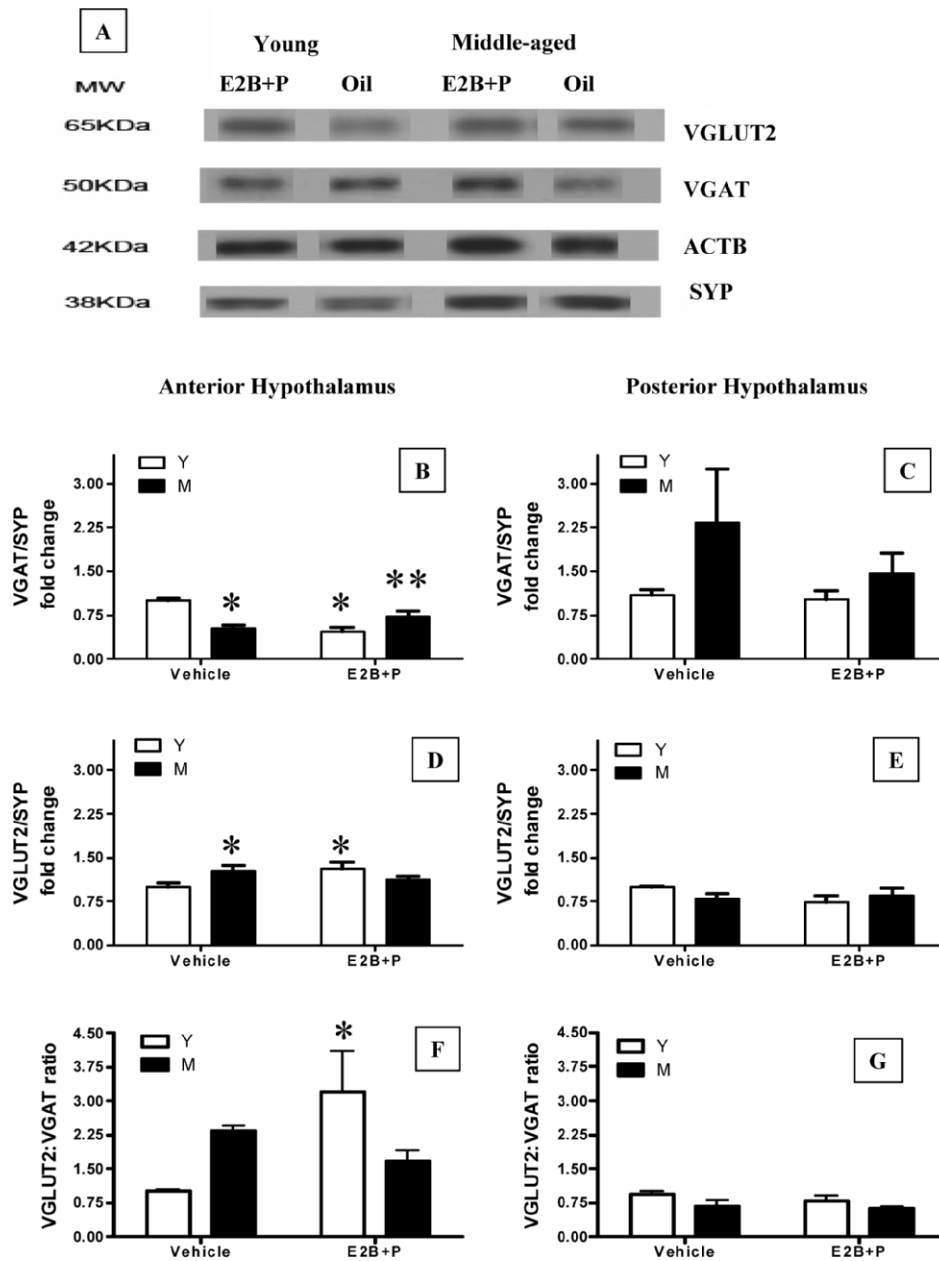 A
Young Middle-aged
MW E2B+P Oil E2B+P Oil
65KDa VGLUT2
50KDa VGAT
42KDa ACTB
38KDa SYP
Anterior Hypothalamus Posterior Hypothalamus
B
Y
M
VGAT/SYP
fold change
3.00
2.25
1.50
0.75
0.00
* * **
Vehicle E2B+P
C
Y
M
VGAT/SYP
fold change
3.00
2.25
1.50
0.75
0.00
Vehicle E2B+P
D
Y
M
VGLUT2/SYP
fold change
3.00
2.25
1.50
0.75
0.00
* *
Vehicle E2B+P
E
Y
M
VGLUT2/SYP
fold change
3.00
2.25
1.50
0.75
0.00
Vehicle E2B+P
F
Y
M
VGLUT2:VGAT ratio
4.50
3.75
3.00
2.25
1.50
0.75
0.00
*
Vehicle E2B+P
G
Y
M
VGLUT2:VGAT ratio
4.50
3.75
3.00
2.25
1.50
0.75
0.00
Vehicle E2B+P